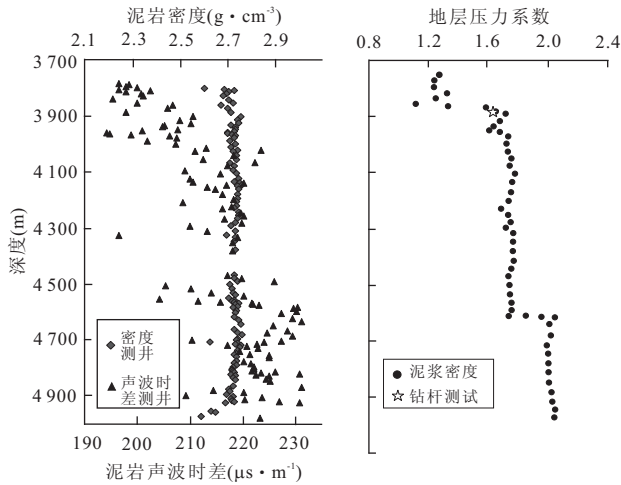 泥岩密度(g·cm⁻³)
2.1 2.3 2.5 2.7 2.9
地层压力系数
0.8 1.2 1.6 2.0 2.4
深度(m)
3 700
3 900
4 100
4 300
4 500
4 700
4 900
密度
测井
声波时
差测井
泥浆密度
钻杆测试
190 200 210 220 230
泥岩声波时差(μs·m⁻¹)